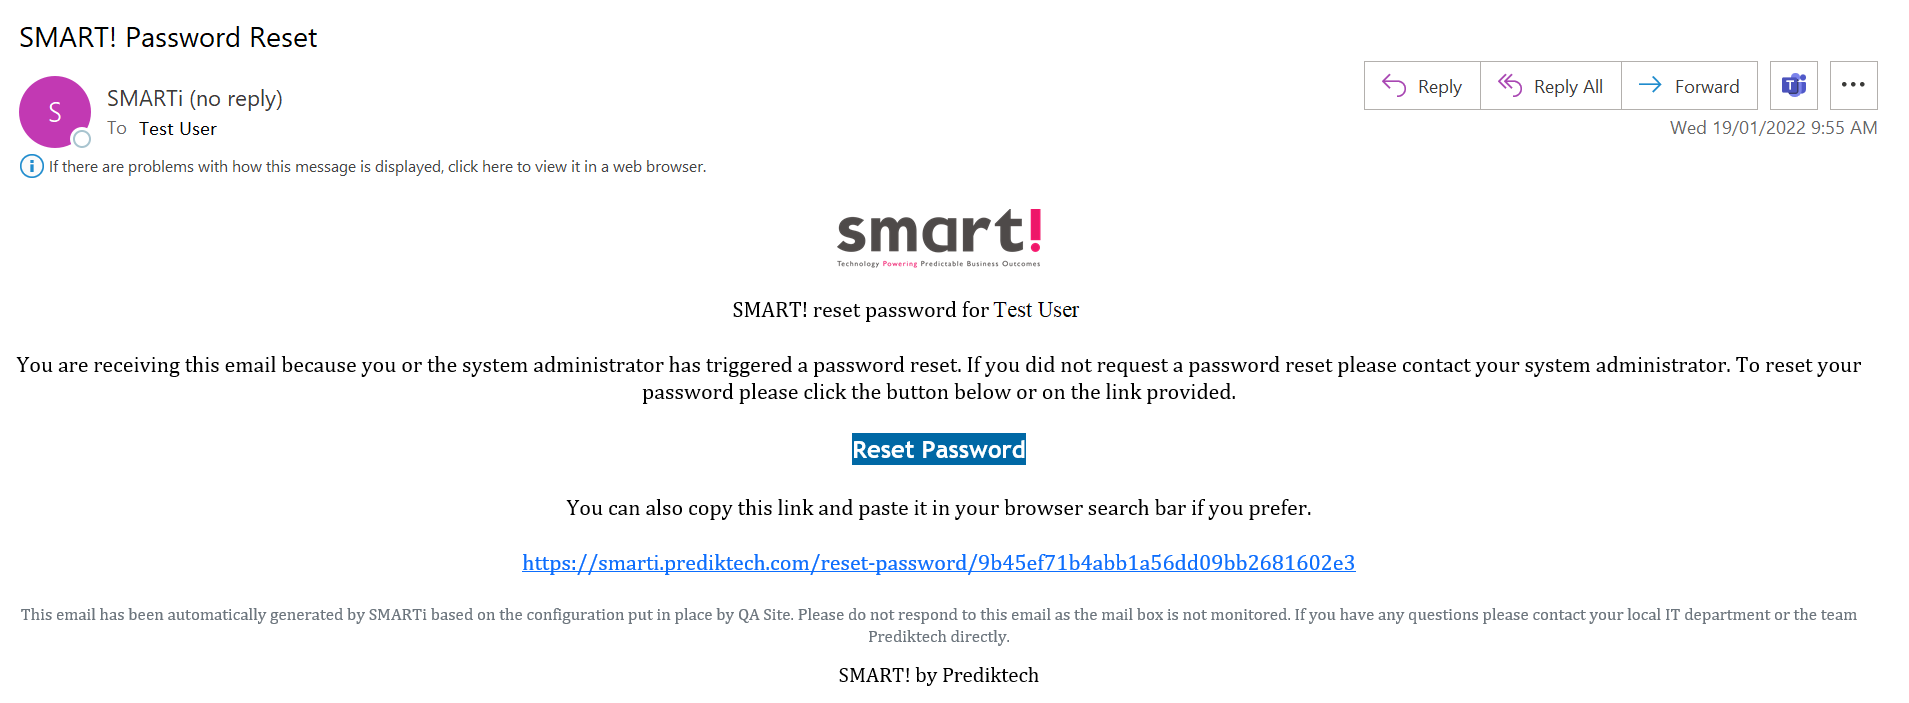 SMART! Password Reset
S
SMARTi (no reply)
To Test User
Reply
Reply All
Forward
Wed 19/01/2022 9:55 AM
If there are problems with how this message is displayed, click here to view it in a web browser.
smart!
Technology Powering Predictable Business Outcomes
SMART! reset password for Test User
You are receiving this email because you or the system administrator has triggered a password reset. If you did not request a password reset please contact your system administrator. To reset your
password please click the button below or on the link provided.
Reset Password
You can also copy this link and paste it in your browser search bar if you prefer.
https://smarti.prediktech.com/reset-password/9b45ef71b4abb1a56dd09bb2681602e3
This email has been automatically generated by SMARTi based on the configuration put in place by QA Site. Please do not respond to this email as the mail box is not monitored. If you have any questions please contact your local IT department or the team
Prediktech directly.
SMART! by Prediktech